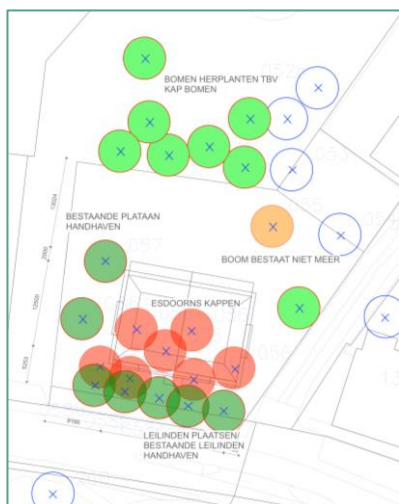 BOMEN HERPLANTEN TBV
KAP BOMEN
BESTAANDE PLATAAN
HANDHAVEN
BOOM BESTAAT NIET MEER
ESDOORNS KAPPEN
LEILINDEN PLAATSEN/
BESTAANDE LEILINDEN
HANDHAVEN